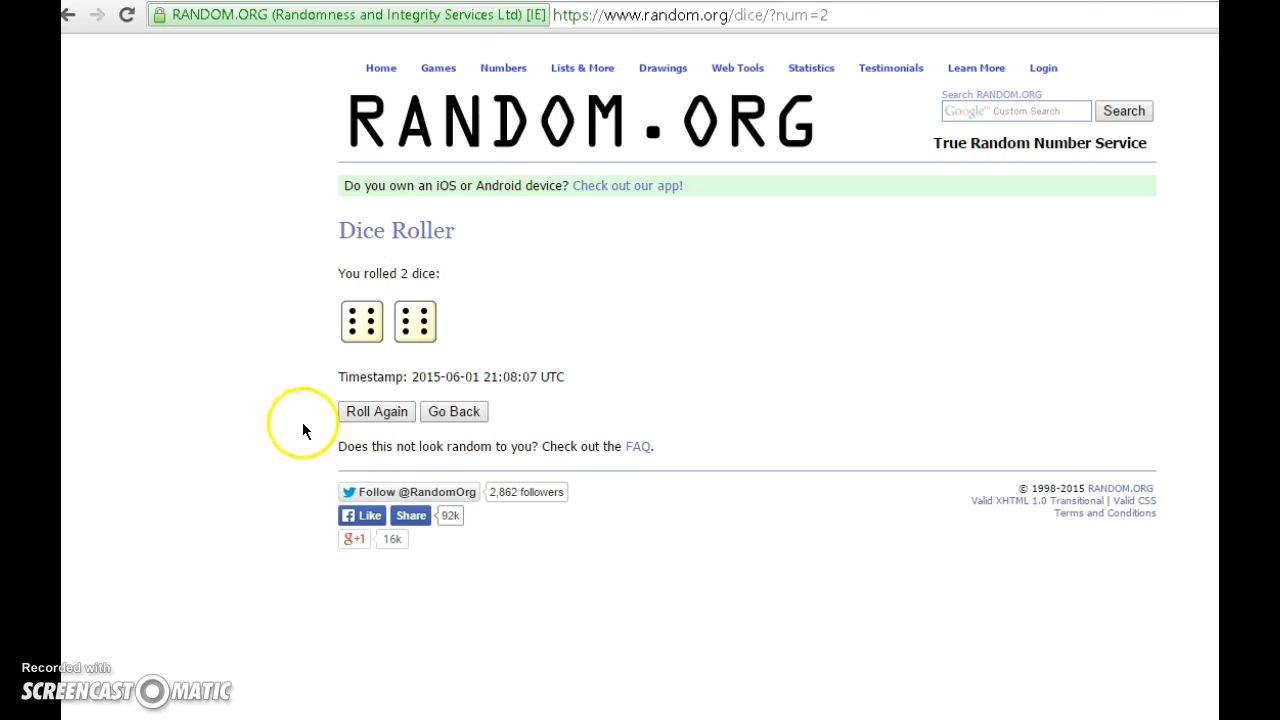 RANDOM.ORG (Randomness and Integrity Services Ltd) [IE] https://www.random.org/dice/?num=2
Home Games Numbers Lists & More Drawings Web Tools Statistics Testimonials Learn More Login
RANDOM.ORG
Search RANDOM.ORG
Google™ Custom Search Search
True Random Number Service
Do you own an iOS or Android device? Check out our app!
Dice Roller
You rolled 2 dice:
Timestamp: 2015-06-01 21:08:07 UTC
Roll Again Go Back
Does this not look random to you? Check out the FAQ.
Follow @RandomOrg 2,862 followers
Like Share 92k
g+1 16k
© 1998-2015 RANDOM.ORG
Valid XHTML 1.0 Transitional | Valid CSS
Terms and Conditions
Recorded with
SCREENCAST-O-MATIC